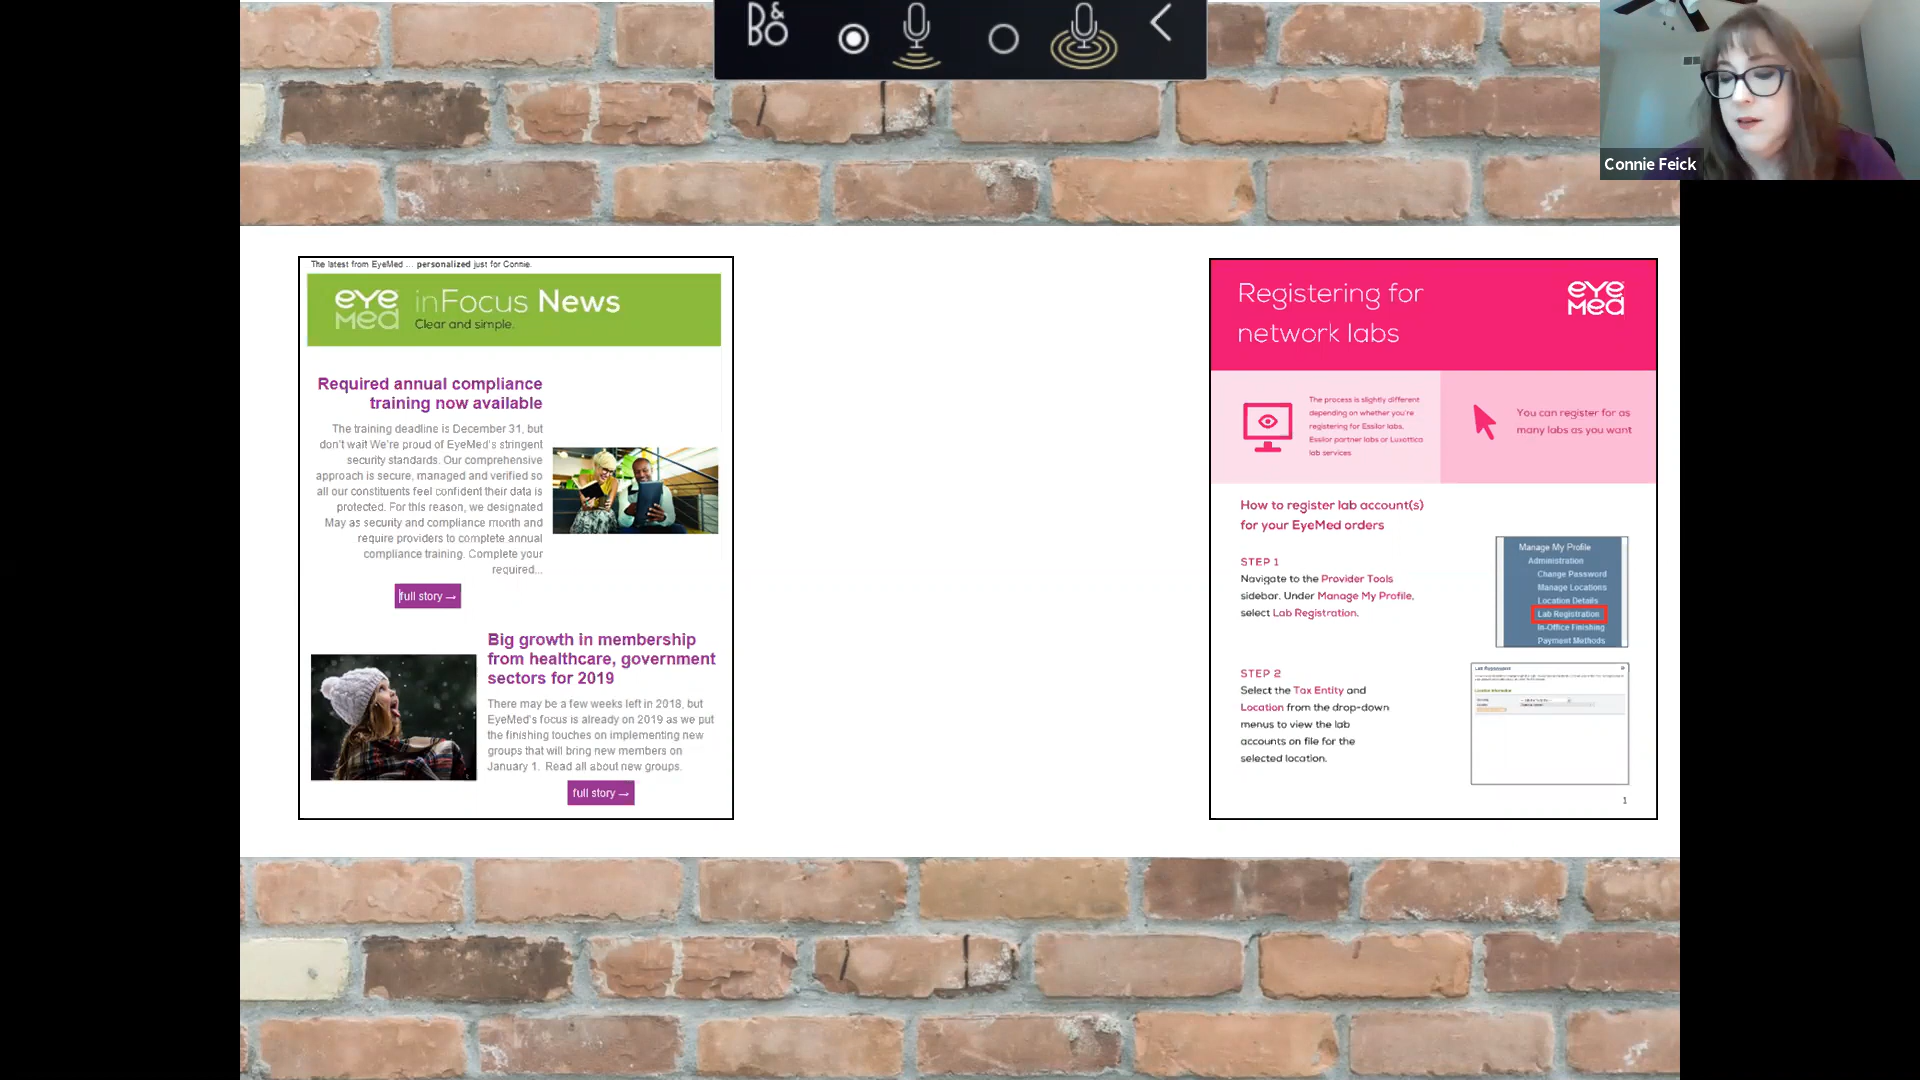 B&O
Connie Feick
The latest from EyeMed ... personalized just for Connie.
eye
med
inFocus News
Clear and simple.
Required annual compliance
training now available
The training deadline is December 31, but
don't wait We're proud of EyeMed's stringent
security standards. Our comprehensive
approach is secure, managed and verified so
all our constituents feel confident their data is
protected. For this reason, we designated
May as security and compliance month and
require providers to complete annual
compliance training. Complete your
required...
full story →
Big growth in membership
from healthcare, government
sectors for 2019
There may be a few weeks left in 2018, but
EyeMed's focus is already on 2019 as we put
the finishing touches on implementing new
groups that will bring new members on
January 1. Read all about new groups.
full story →
Registering for
network labs
eye
med
The process is slightly different
depending on whether you're
registering for Essilor labs,
Essilor partner labs or Luxottica
lab services
You can register for as
many labs as you want
How to register lab account(s)
for your EyeMed orders
STEP 1
Navigate to the Provider Tools
sidebar. Under Manage My Profile,
select Lab Registration.
Manage My Profile
Administration
Change Password
Manage Locations
Location Details
Lab Registration
In-Office Finishing
Payment Methods
STEP 2
Select the Tax Entity and
Location from the drop-down
menus to view the lab
accounts on file for the
selected location.
1